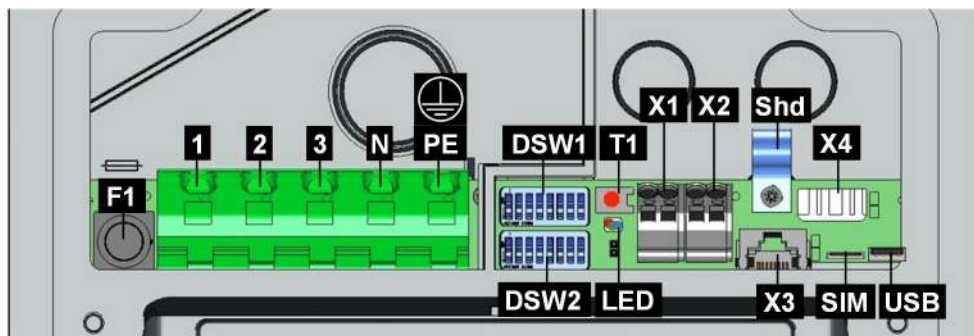 X1 X2 Shd
1 2 3 N PE DSW1 T1 X4
F1
DSW2 LED X3 SIM USB